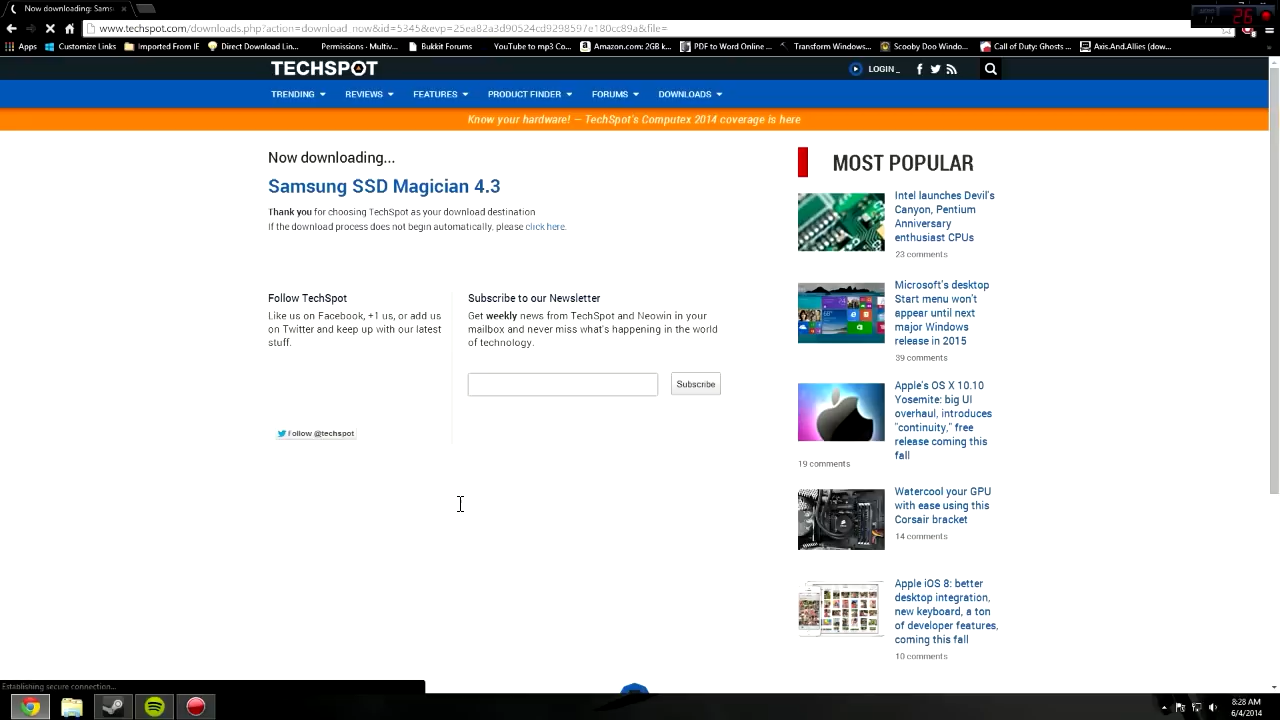 Now downloading: Sams
www.techspot.com/downloads.php?action=download_now&id=5345&evp=25ea82a3d90524cd9298597e180cc89a&file=
26
Apps Customize Links Imported From IE Direct Download Lin... Permissions · Multiv... Bukkit Forums YouTube to mp3 Co... Amazon.com: 2GB k... PDF to Word Online ... Transform Windows... Scooby Doo Windo... Call of Duty: Ghosts ... Axis.And.Allies (dow...
TECHSPOT
LOGIN_
TRENDING REVIEWS FEATURES PRODUCT FINDER FORUMS DOWNLOADS
Know your hardware! — TechSpot's Computex 2014 coverage is here
Now downloading...
Samsung SSD Magician 4.3
Thank you for choosing TechSpot as your download destination
If the download process does not begin automatically, please click here.
Follow TechSpot
Like us on Facebook, +1 us, or add us
on Twitter and keep up with our latest
stuff.
Follow @techspot
Subscribe to our Newsletter
Get weekly news from TechSpot and Neowin in your
mailbox and never miss what's happening in the world
of technology.
Subscribe
MOST POPULAR
Intel launches Devil's
Canyon, Pentium
Anniversary
enthusiast CPUs
23 comments
Microsoft's desktop
Start menu won't
appear until next
major Windows
release in 2015
39 comments
Apple's OS X 10.10
Yosemite: big UI
overhaul, introduces
"continuity," free
release coming this
fall
19 comments
Watercool your GPU
with ease using this
Corsair bracket
14 comments
Apple iOS 8: better
desktop integration,
new keyboard, a ton
of developer features,
coming this fall
10 comments
Establishing secure connection...
8:28 AM
6/4/2014